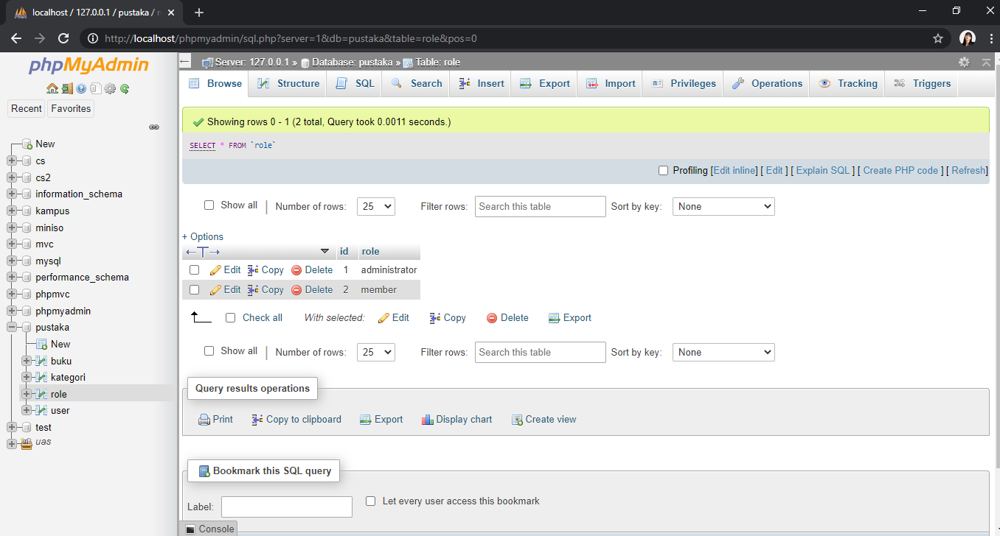 localhost / 127.0.0.1 / pustaka /
http://localhost/phpmyadmin/sql.php?server=1&db=pustaka&table=role&pos=0
phpMyAdmin
Recent Favorites
New
cs
cs2
information_schema
kampus
miniso
mvc
mysql
performance_schema
phpmvc
phpmyadmin
pustaka
New
buku
kategori
role
user
test
uas
Server: 127.0.0.1 » Database: pustaka » Table: role
Browse Structure SQL Search Insert Export Import Privileges Operations Tracking Triggers
Showing rows 0 - 1 (2 total, Query took 0.0011 seconds.)
SELECT * FROM `role`
Profiling [Edit inline] [ Edit ] [ Explain SQL ] [ Create PHP code ] [ Refresh]
Show all | Number of rows: 25 Filter rows: Search this table Sort by key: None
+ Options
←T→ id role
Edit Copy Delete 1 administrator
Edit Copy Delete 2 member
Check all With selected: Edit Copy Delete Export
Show all | Number of rows: 25 Filter rows: Search this table Sort by key: None
Query results operations
Print Copy to clipboard Export Display chart Create view
Bookmark this SQL query
Label: Let every user access this bookmark
Console